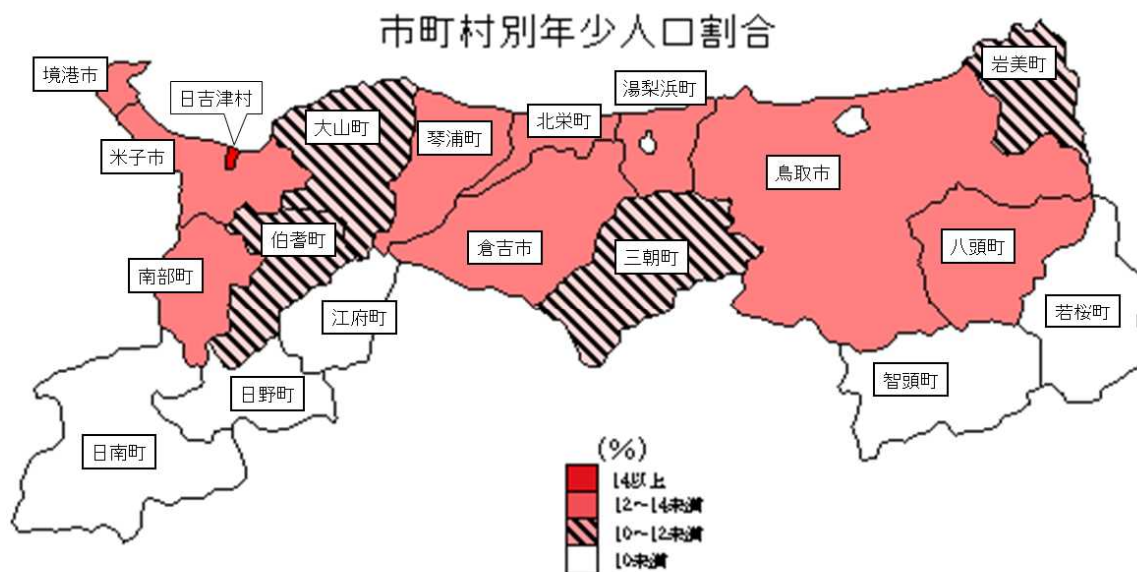 市町村別年少人口割合
境港市
日吉津村
大山町
湯梨浜町
岩美町
米子市
琴浦町
北栄町
鳥取市
伯耆町
倉吉市
三朝町
八頭町
南部町
江府町
若桜町
日野町
智頭町
日南町
(%)
14以上
12～14未満
10～12未満
10未満